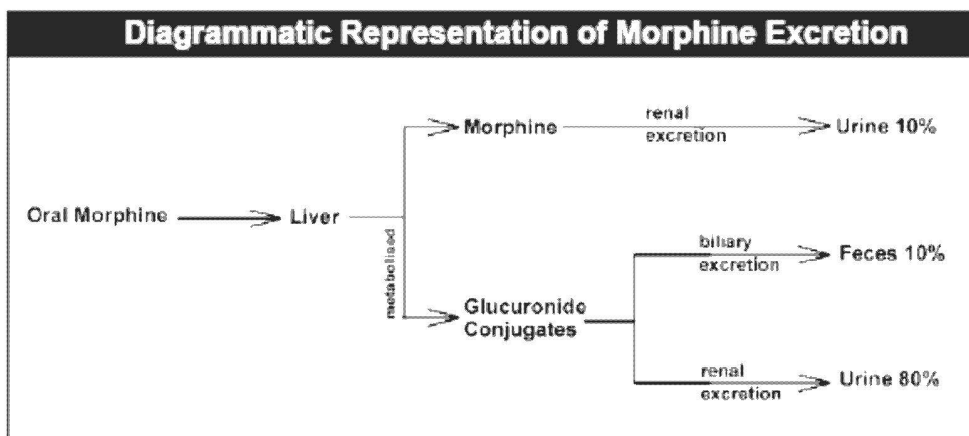 Diagrammatic Representation of Morphine Excretion
Morphine
renal
excretion
Urine 10%
Oral Morphine
Liver
metabolised
biliary
excretion
Feces 10%
Glucuronide
Conjugates
renal
excretion
Urine 80%